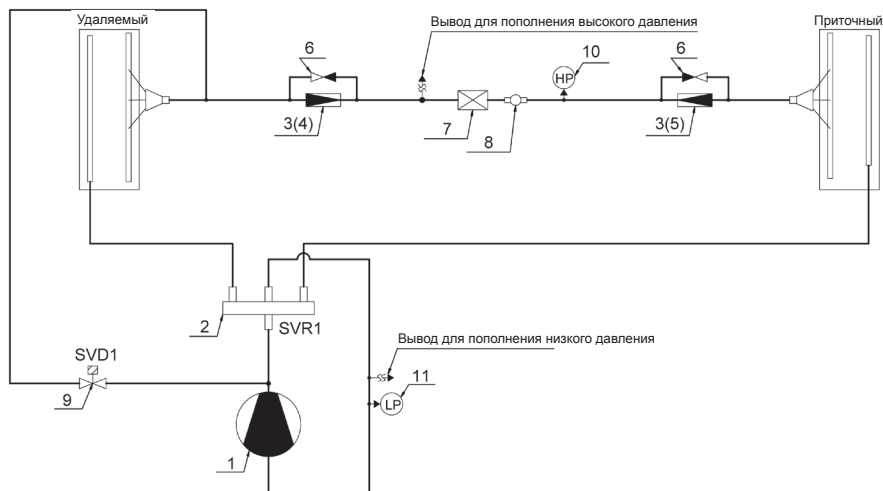 Удаляемый
Вывод для пополнения высокого давления
Приточный
6
10
6
HP
3(4)
7
8
3(5)
2
SVR1
Вывод для пополнения низкого давления
SVD1
11
LP
9
1